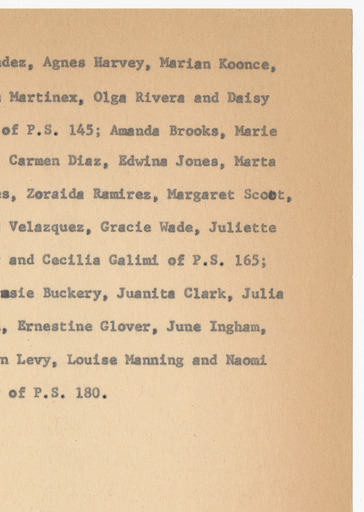 dez, Agnes Harvey, Marian Koonce,
Martinex, Olga Rivera and Daisy
of P.S. 145; Amanda Brooks, Marie
Carmen Diaz, Edwina Jones, Marta
s, Zoraida Ramirez, Margaret Scott,
Velazquez, Gracie Wade, Juliette
and Cecilia Galimi of P.S. 165;
sie Buckery, Juanita Clark, Julia
, Ernestine Glover, June Ingham,
n Levy, Louise Manning and Naomi
of P.S. 180.